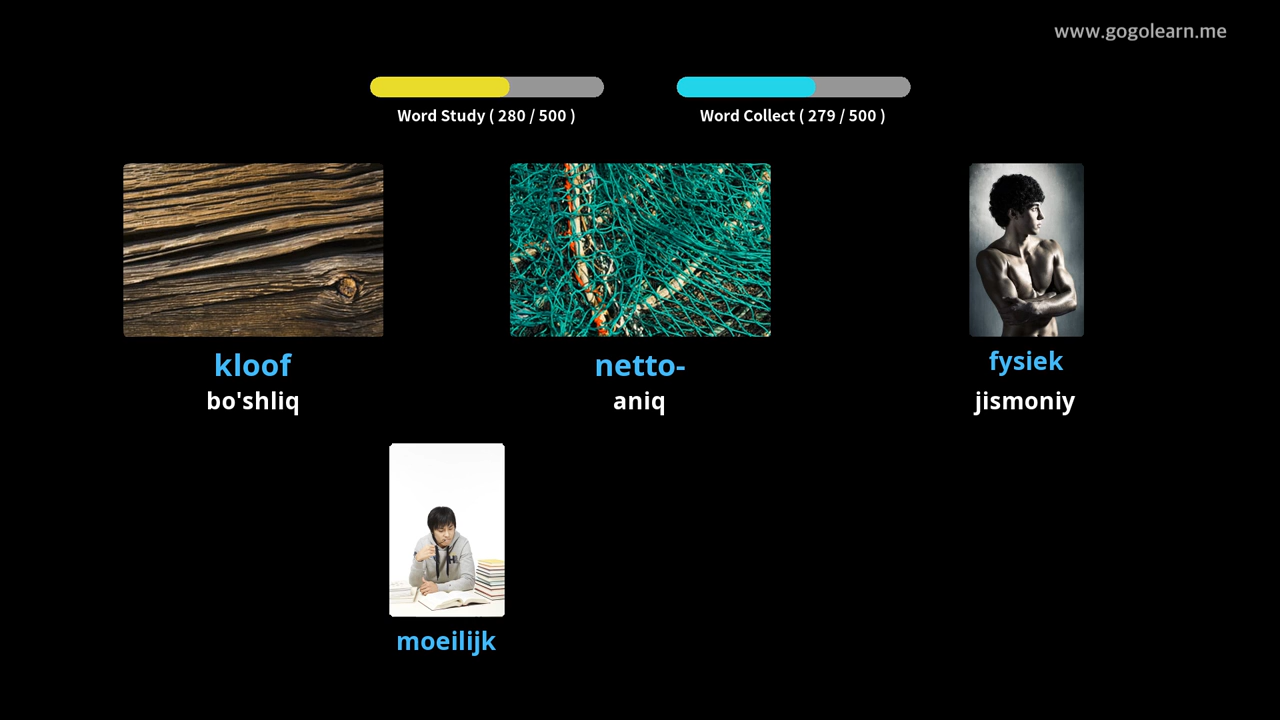 www.gogolearn.me
Word Study ( 280 / 500 )
Word Collect ( 279 / 500 )
kloof
bo'shliq
netto-
aniq
fysiek
jismoniy
moeilijk